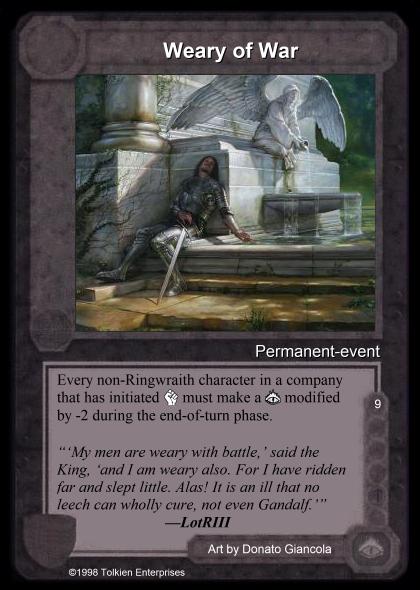 Weary of War
Permanent-event
Every non-Ringwraith character in a company
that has initiated must make a modified
by -2 during the end-of-turn phase.
9
“‘My men are weary with battle,’ said the
King, ‘and I am weary also. For I have ridden
far and slept little. Alas! It is an ill that no
leech can wholly cure, not even Gandalf.’”
—LotRIII
Art by Donato Giancola
©1998 Tolkien Enterprises